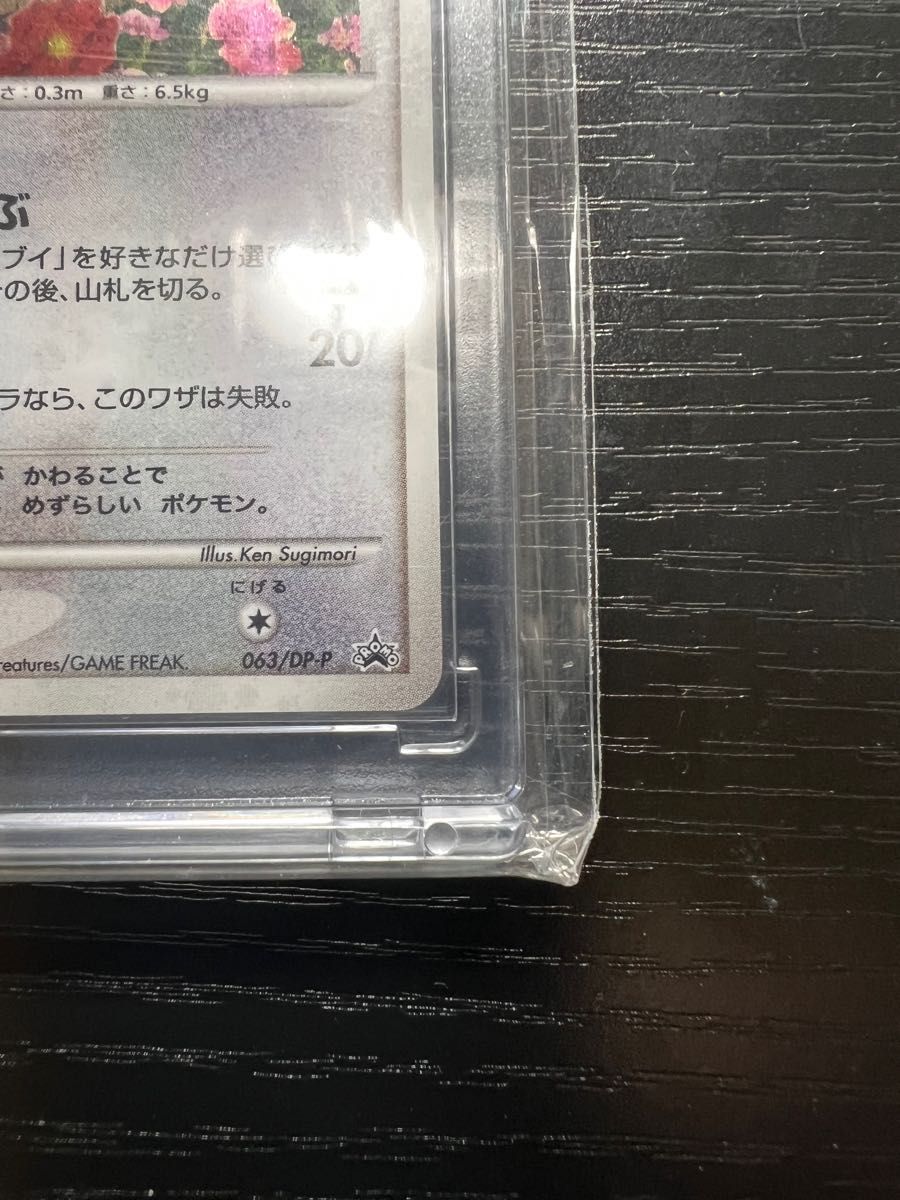 さ:0.3m 重さ:6.5kg
ぶ
ブイ」を好きなだけ選び
の後、山札を切る。
20
ラなら、このワザは失敗。
かわることで
めずらしい ポケモン。
Illus.Ken Sugimori
にげる
reatures/GAME FREAK.
063/DP-P PROMO